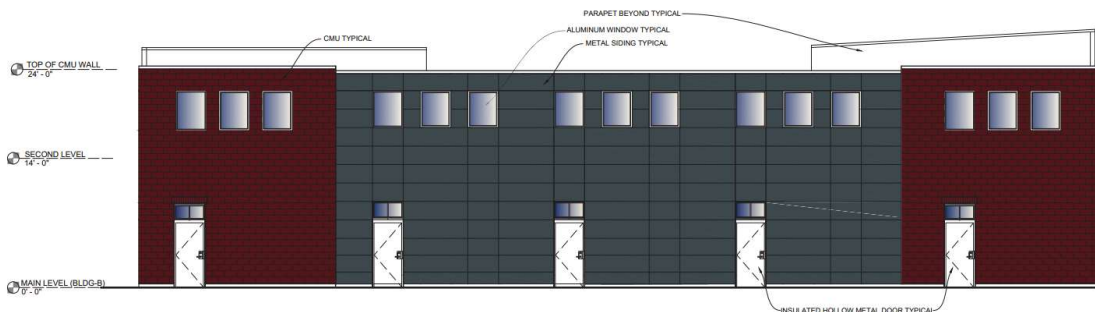 PARAPET BEYOND TYPICAL
ALUMINUM WINDOW TYPICAL
CMU TYPICAL
METAL SIDING TYPICAL
TOP OF CMU WALL
24' - 0"
SECOND LEVEL
14' - 0"
MAIN LEVEL (BLDG-B)
0' - 0"
INSULATED HOLLOW METAL DOOR TYPICAL